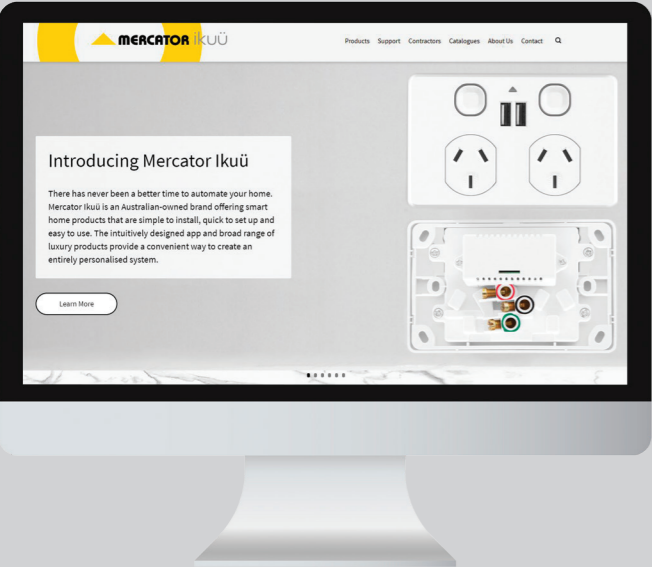 MERCATOR ikuü
Products Support Contractors Catalogues About Us Contact
Introducing Mercator Ikuü
There has never been a better time to automate your home.
Mercator Ikuü is an Australian-owned brand offering smart
home products that are simple to install, quick to set up and
easy to use. The intuitively designed app and broad range of
luxury products provide a convenient way to create an
entirely personalised system.
Learn More